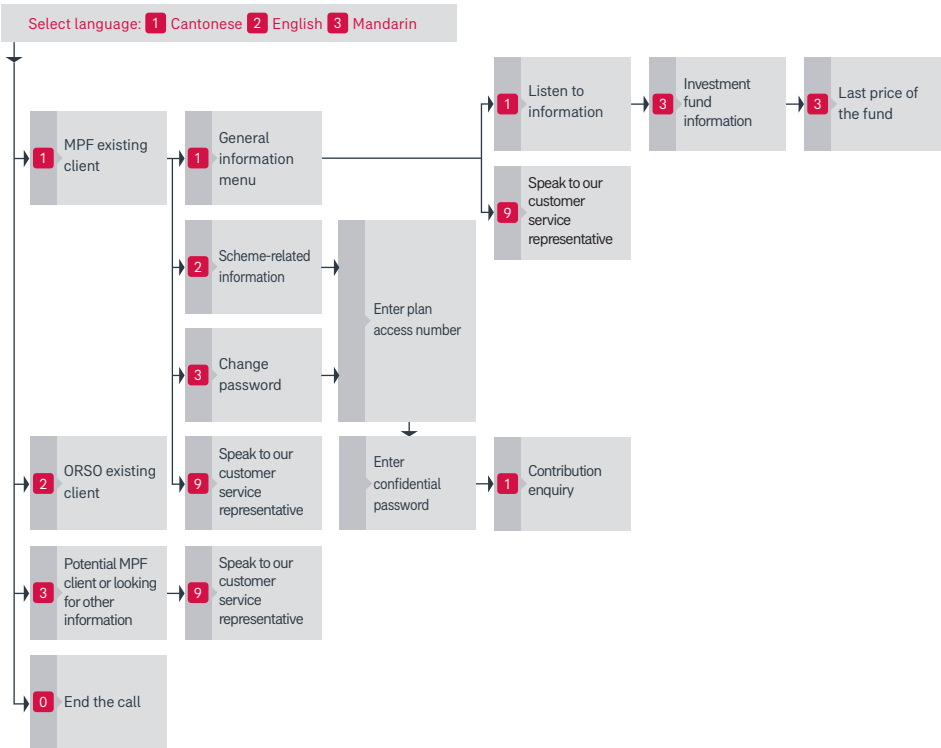 Select language: 1 Cantonese 2 English 3 Mandarin
1
MPF existing
client
1
General
information
menu
1
Listen to
information
3
Investment
fund
information
3
Last price of
the fund
9
Speak to our
customer
service
representative
2
Scheme-related
information
3
Change
password
Enter plan
access number
9
Speak to our
customer
service
representative
Enter
confidential
password
1
Contribution
enquiry
2
ORSO existing
client
3
Potential MPF
client or looking
for other
information
9
Speak to our
customer
service
representative
0
End the call